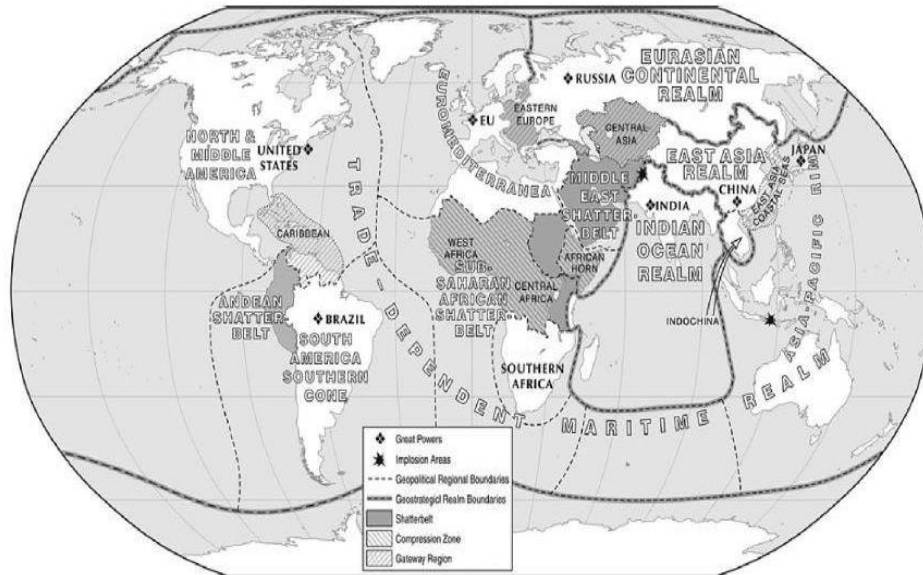 EURASIAN
CONTINENTAL
REALM
RUSSIA
EUROMEDITERRANEA
EU
EASTERN
EUROPE
CENTRAL
ASIA
NORTH &
MIDDLE
AMERICA
UNITED
STATES
TRADE-DEPENDENT MARITIME REALM
EAST ASIA
REALM
JAPAN
CHINA
EAST ASIA
COASTAL SEAS
MIDDLE
EAST
SHATTER-
BELT
INDIA
INDIAN
OCEAN
REALM
ASIA-PACIFIC RIM
CARIBBEAN
WEST
AFRICA
SUB-
SAHARAN
AFRICAN
SHATTER-
BELT
AFRICAN
HORN
CENTRAL
AFRICA
INDOCHINA
ANDEAN
SHATTER-
BELT
BRAZIL
SOUTH
AMERICA
SOUTHERN
CONE
SOUTHERN
AFRICA
Great Powers
Implosion Areas
Geopolitical Regional Boundaries
Geostrategicl Realm Boundaries
Shatterbelt
Compression Zone
Gateway Region